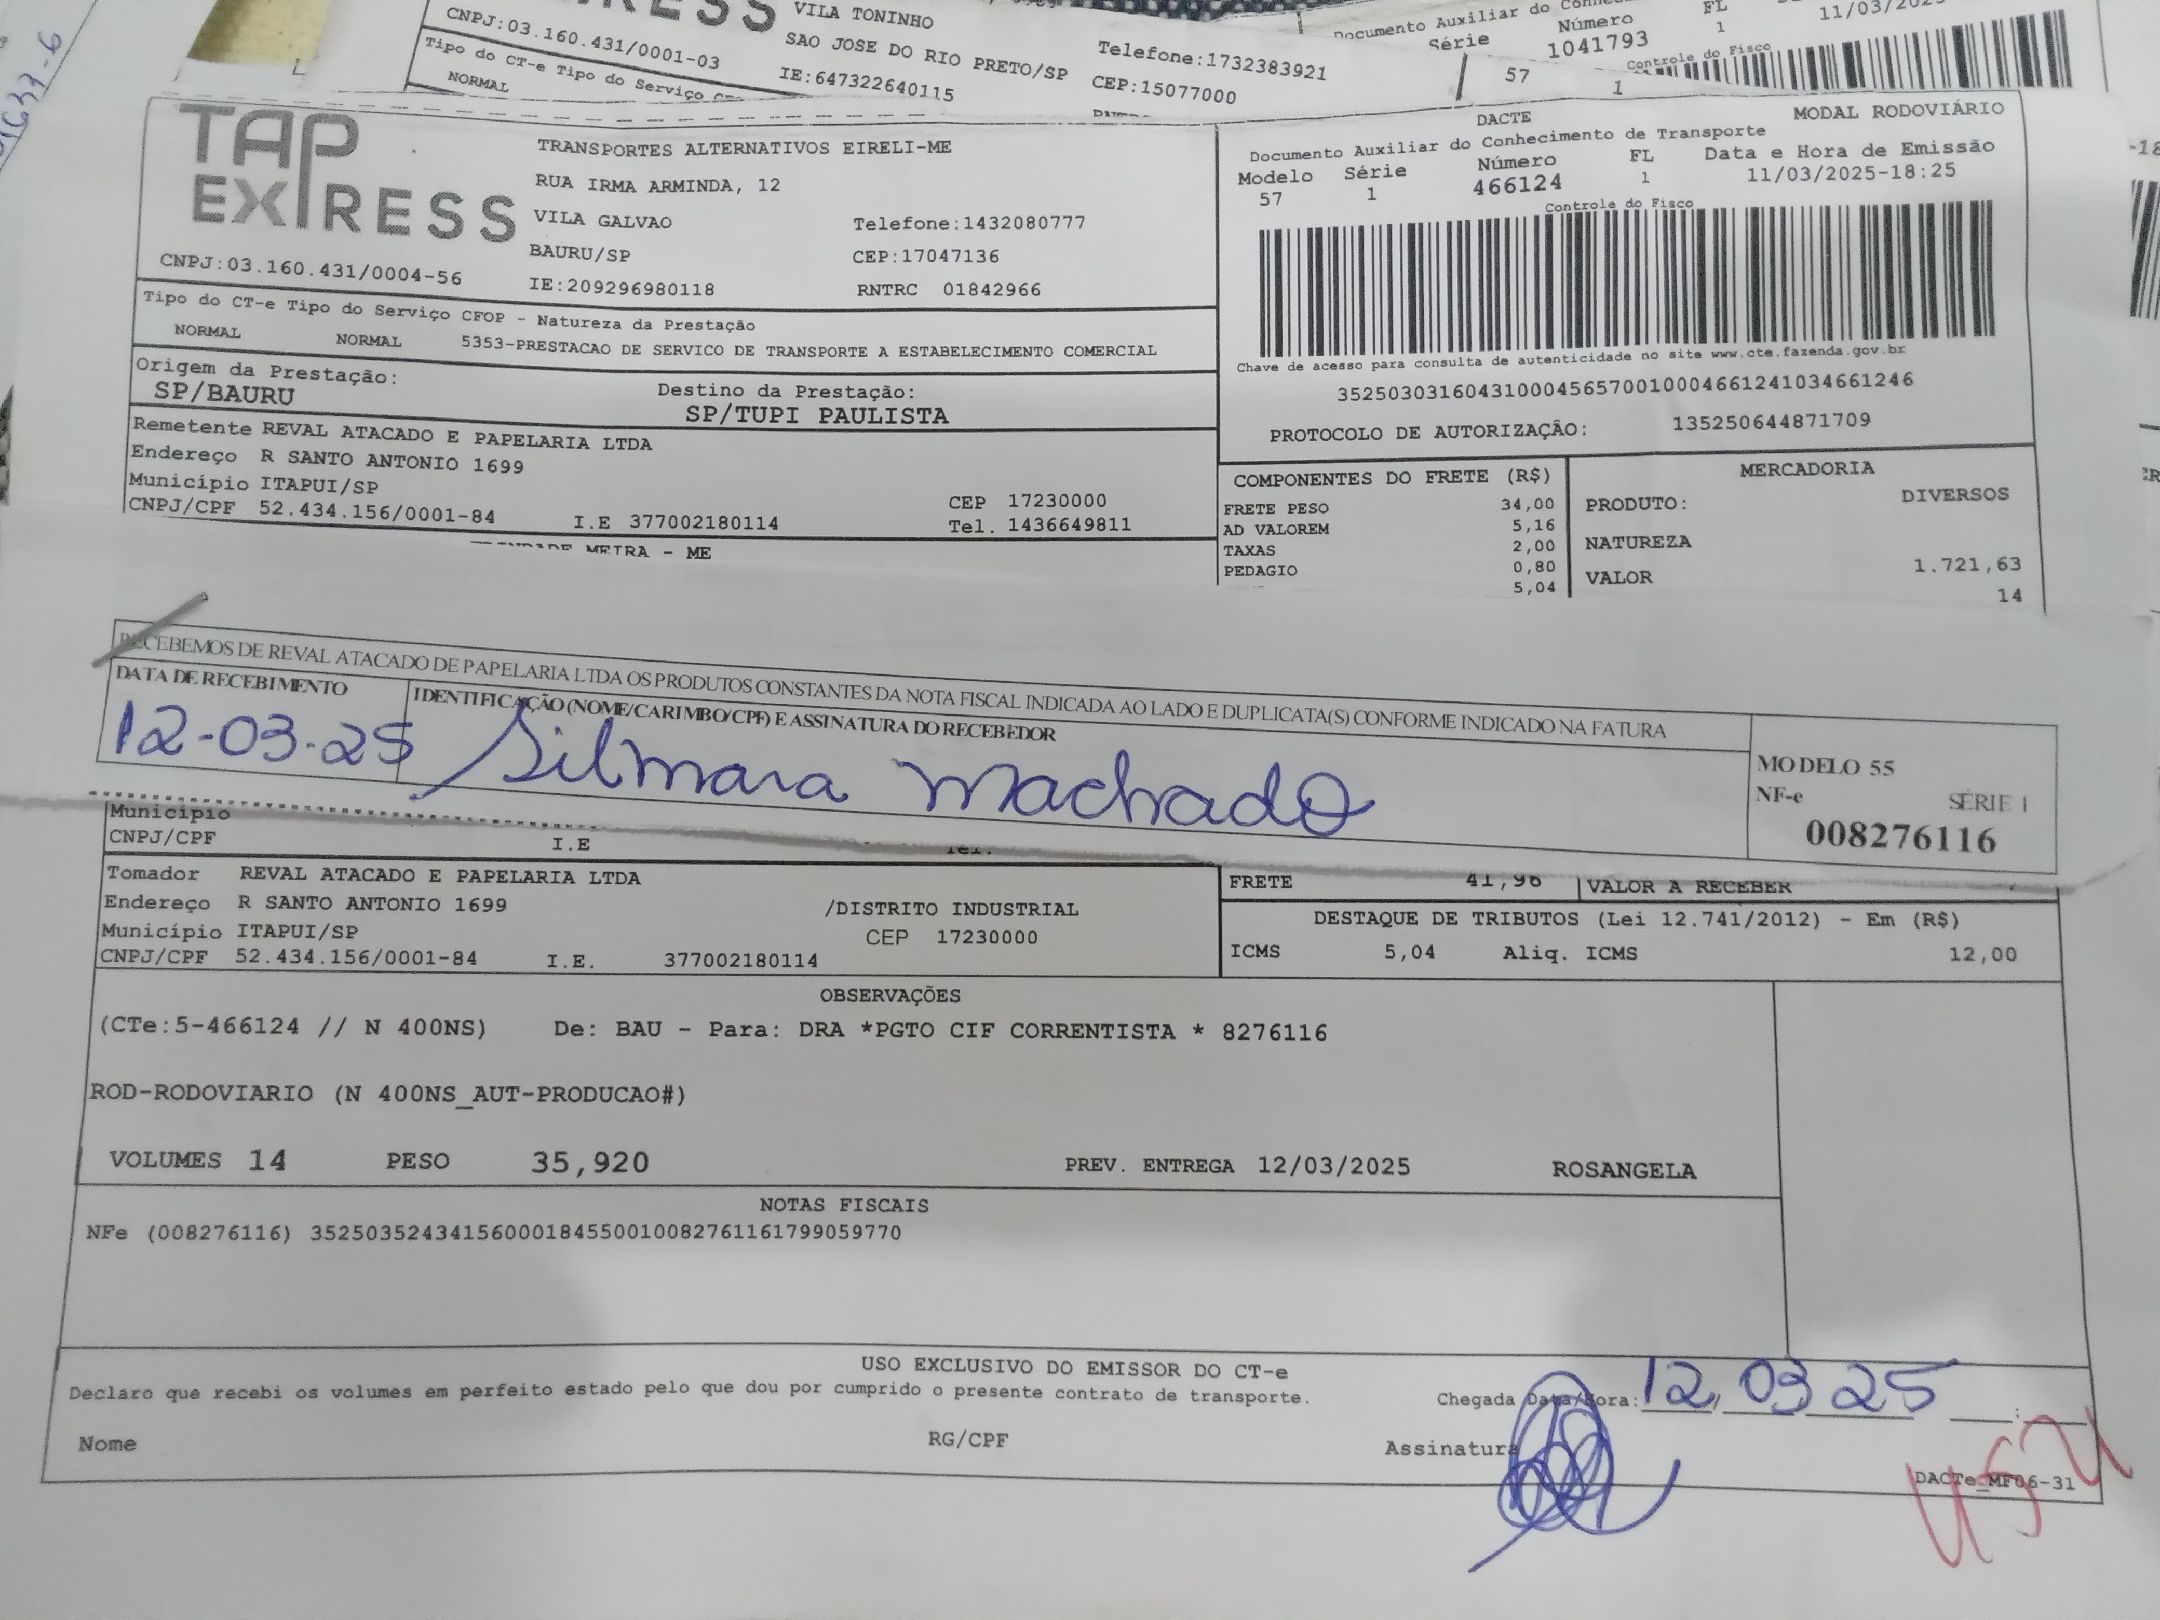 CNPJ:03.160.431/0001-03
VILA TONINHO
SAO JOSE DO RIO PRETO/SP
Telefone:1732383921
IE:647322640115
CEP:15077000
Tipo do CT-e Tipo do Serviço
NORMAL
Documento Auxiliar do
Série Número FL
57 1 1041793 1
Controle do Fisco
TAP EXPRESS
CNPJ:03.160.431/0004-56
TRANSPORTES ALTERNATIVOS EIRELI-ME
RUA IRMA ARMINDA, 12
VILA GALVAO Telefone:1432080777
BAURU/SP CEP:17047136
IE:209296980118 RNTRC 01842966
DACTE MODAL RODOVIÁRIO
Documento Auxiliar do Conhecimento de Transporte
Modelo Série Número FL Data e Hora de Emissão
57 1 466124 1 11/03/2025-18:25
Controle do Fisco
Chave de acesso para consulta de autenticidade no site www.cte.fazenda.gov.br
35250303160431000456570010004661241034661246
PROTOCOLO DE AUTORIZAÇÃO: 135250644871709
Tipo do CT-e Tipo do Serviço CFOP - Natureza da Prestação
NORMAL NORMAL 5353-PRESTACAO DE SERVICO DE TRANSPORTE A ESTABELECIMENTO COMERCIAL
Origem da Prestação: Destino da Prestação:
SP/BAURU SP/TUPI PAULISTA
Remetente REVAL ATACADO E PAPELARIA LTDA
Endereço R SANTO ANTONIO 1699
Município ITAPUI/SP CEP 17230000
CNPJ/CPF 52.434.156/0001-84 I.E 377002180114 Tel. 1436649811
MEIRA - ME
COMPONENTES DO FRETE (R$)
FRETE PESO 34,00
AD VALOREM 5,16
TAXAS 2,00
PEDAGIO 0,80
5,04
MERCADORIA
PRODUTO: DIVERSOS
NATUREZA
VALOR 1.721,63
14
RECEBEMOS DE REVAL ATACADO DE PAPELARIA LTDA OS PRODUTOS CONSTANTES DA NOTA FISCAL INDICADA AO LADO E DUPLICATA(S) CONFORME INDICADO NA FATURA
DATA DE RECEBIMENTO IDENTIFICAÇÃO (NOME/CARIMBO/CPF) E ASSINATURA DO RECEBEDOR
12-03-25 Silmara Machado
MODELO 55
NF-e SÉRIE 1
008276116
Município
CNPJ/CPF I.E Tel.
Tomador REVAL ATACADO E PAPELARIA LTDA
Endereço R SANTO ANTONIO 1699 /DISTRITO INDUSTRIAL
Município ITAPUI/SP CEP 17230000
CNPJ/CPF 52.434.156/0001-84 I.E. 377002180114
FRETE 41,96 VALOR A RECEBER
DESTAQUE DE TRIBUTOS (Lei 12.741/2012) - Em (R$)
ICMS 5,04 Aliq. ICMS 12,00
OBSERVAÇÕES
(CTe:5-466124 // N 400NS) De: BAU - Para: DRA *PGTO CIF CORRENTISTA * 8276116
ROD-RODOVIARIO (N 400NS_AUT-PRODUCAO#)
VOLUMES 14 PESO 35,920 PREV. ENTREGA 12/03/2025 ROSANGELA
NOTAS FISCAIS
NFe (008276116) 35250352434156000184550010082761161799059770
USO EXCLUSIVO DO EMISSOR DO CT-e
Declaro que recebi os volumes em perfeito estado pelo que dou por cumprido o presente contrato de transporte.
Chegada Data/Hora: 12 03 25
Nome RG/CPF Assinatura
DACTe_MF06-31